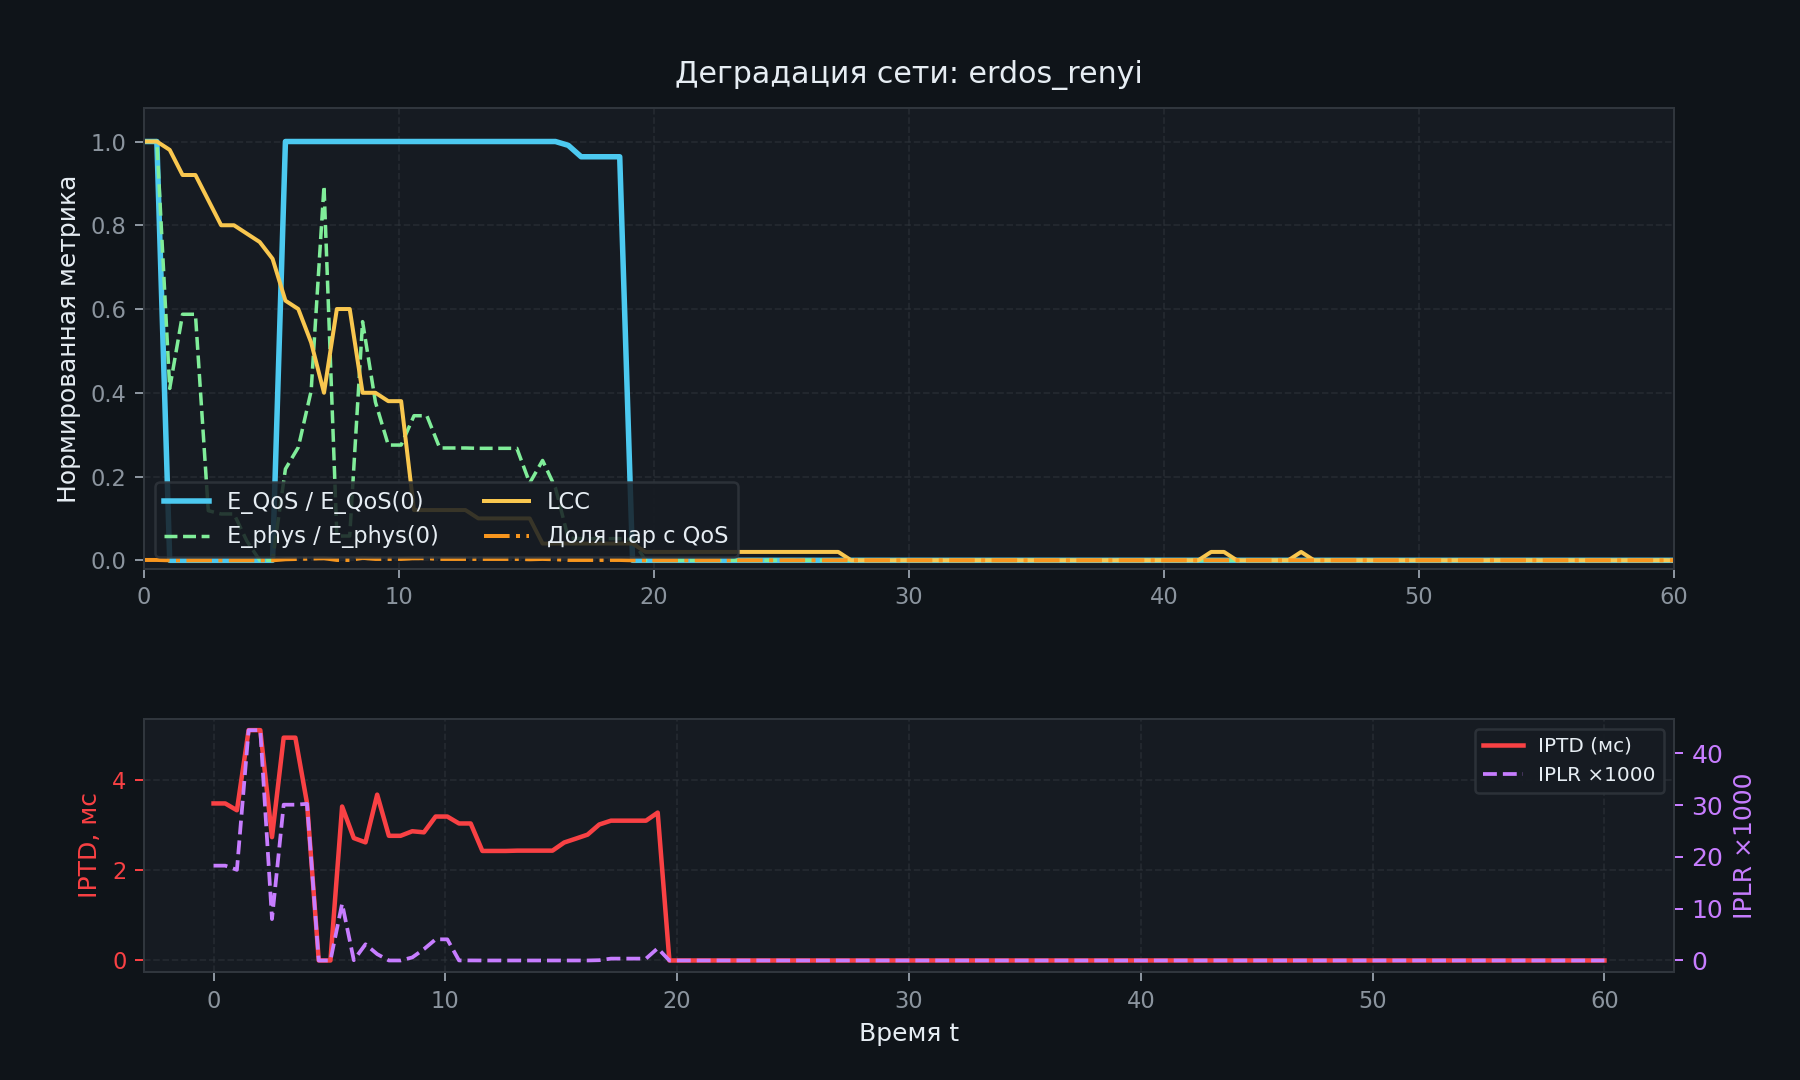 Деградация сети: erdos_renyi
Нормированная метрика
1.0
0.8
0.6
0.4
0.2
0.0
E_QoS / E_QoS(0)
E_phys / E_phys(0)
LCC
Доля пар с QoS
0 10 20 30 40 50 60
IPTD, мс
4
2
0
IPTD (мс)
IPLR ×1000
40
30
20
10
0
IPLR ×1000
0 10 20 30 40 50 60
Время t